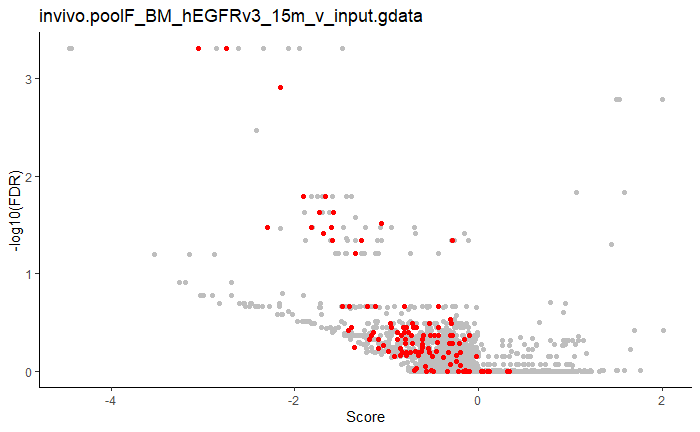 invivo.poolF_BM_hEGFRv3_15m_v_input.gdata
-log10(FDR)
3
2
1
0
-4
-2
0
2
Score